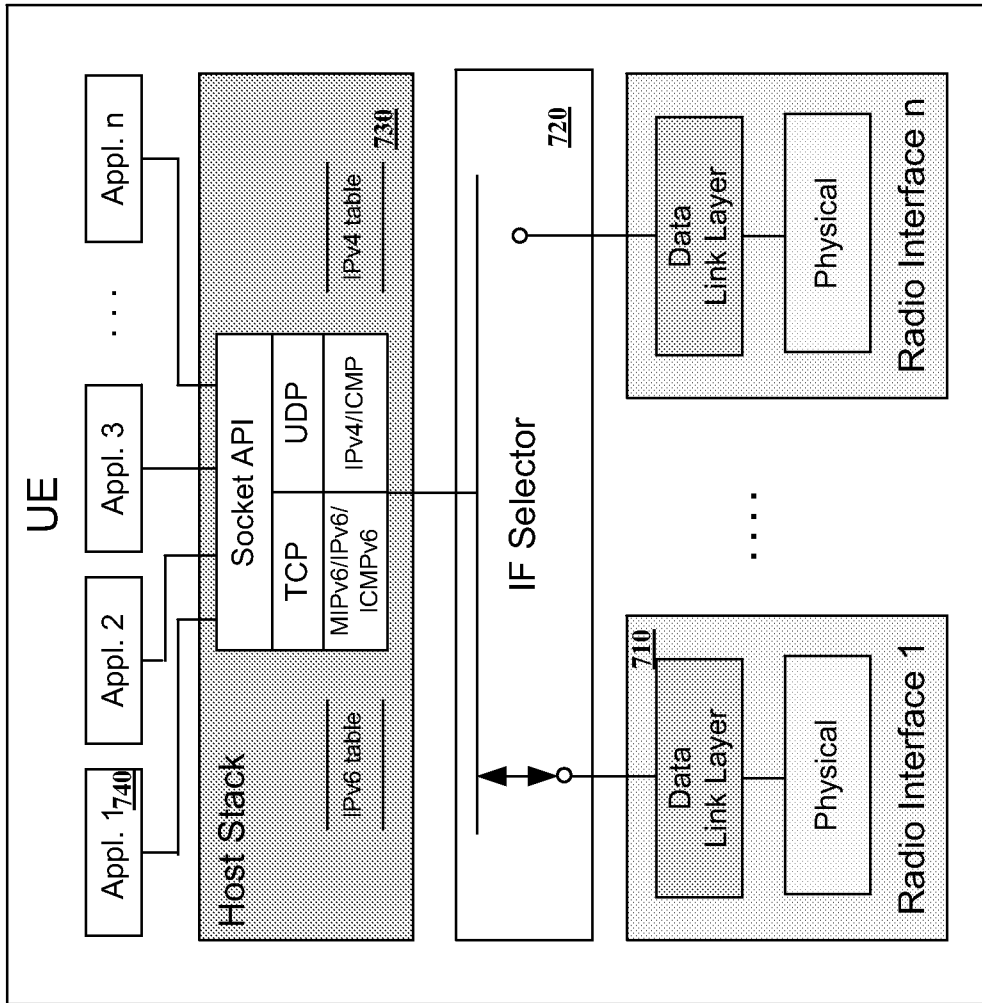 UE
Appl. 1
740
Appl. 2
Appl. 3
. . .
Appl. n
Host Stack
730
Socket API
TCP
UDP
IPv6 table
MIPv6/IPv6/
ICMPv6
IPv4/ICMP
IPv4 table
IF Selector
720
710
Data
Link Layer
Physical
Radio Interface 1
. . . .
Data
Link Layer
Physical
Radio Interface n